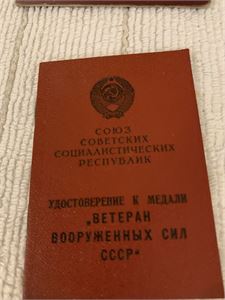 СОЮЗ
СОВЕТСКИХ
СОЦИАЛИСТИЧЕСКИХ
РЕСПУБЛИК
УДОСТОВЕРЕНИЕ К МЕДАЛИ
„ВЕТЕРАН
ВООРУЖЕННЫХ СИЛ
СССР“